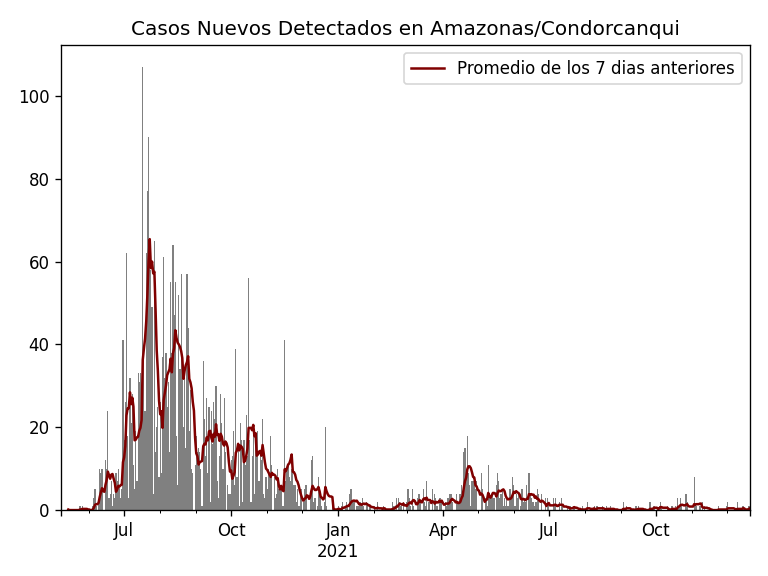 Casos Nuevos Detectados en Amazonas/Condorcanqui
Promedio de los 7 dias anteriores
100
80
60
40
20
0
Jul Oct Jan Apr Jul Oct
2021